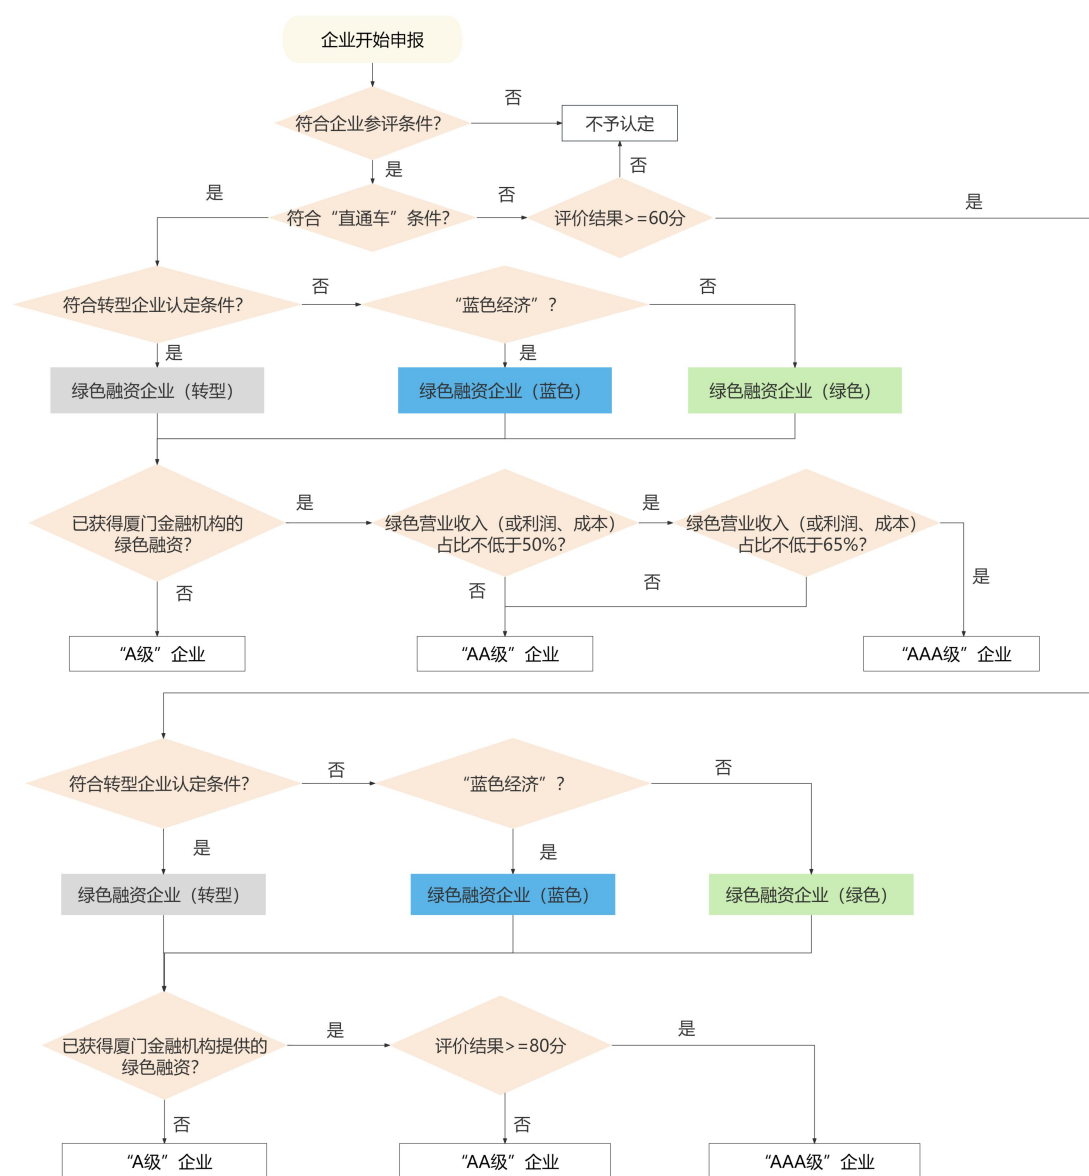 企业开始申报
符合企业参评条件?
否
不予认定
是
否
是
符合“直通车”条件?
否
评价结果>=60分
是
符合转型企业认定条件?
否
“蓝色经济”?
否
是
是
绿色融资企业（转型）
绿色融资企业（蓝色）
绿色融资企业（绿色）
已获得厦门金融机构的
绿色融资?
是
绿色营业收入（或利润、成本）
占比不低于50%?
是
绿色营业收入（或利润、成本）
占比不低于65%?
否
否
否
是
“A级”企业
“AA级”企业
“AAA级”企业
符合转型企业认定条件?
否
“蓝色经济”?
否
是
是
绿色融资企业（转型）
绿色融资企业（蓝色）
绿色融资企业（绿色）
已获得厦门金融机构提供的
绿色融资?
是
评价结果>=80分
是
否
否
“A级”企业
“AA级”企业
“AAA级”企业